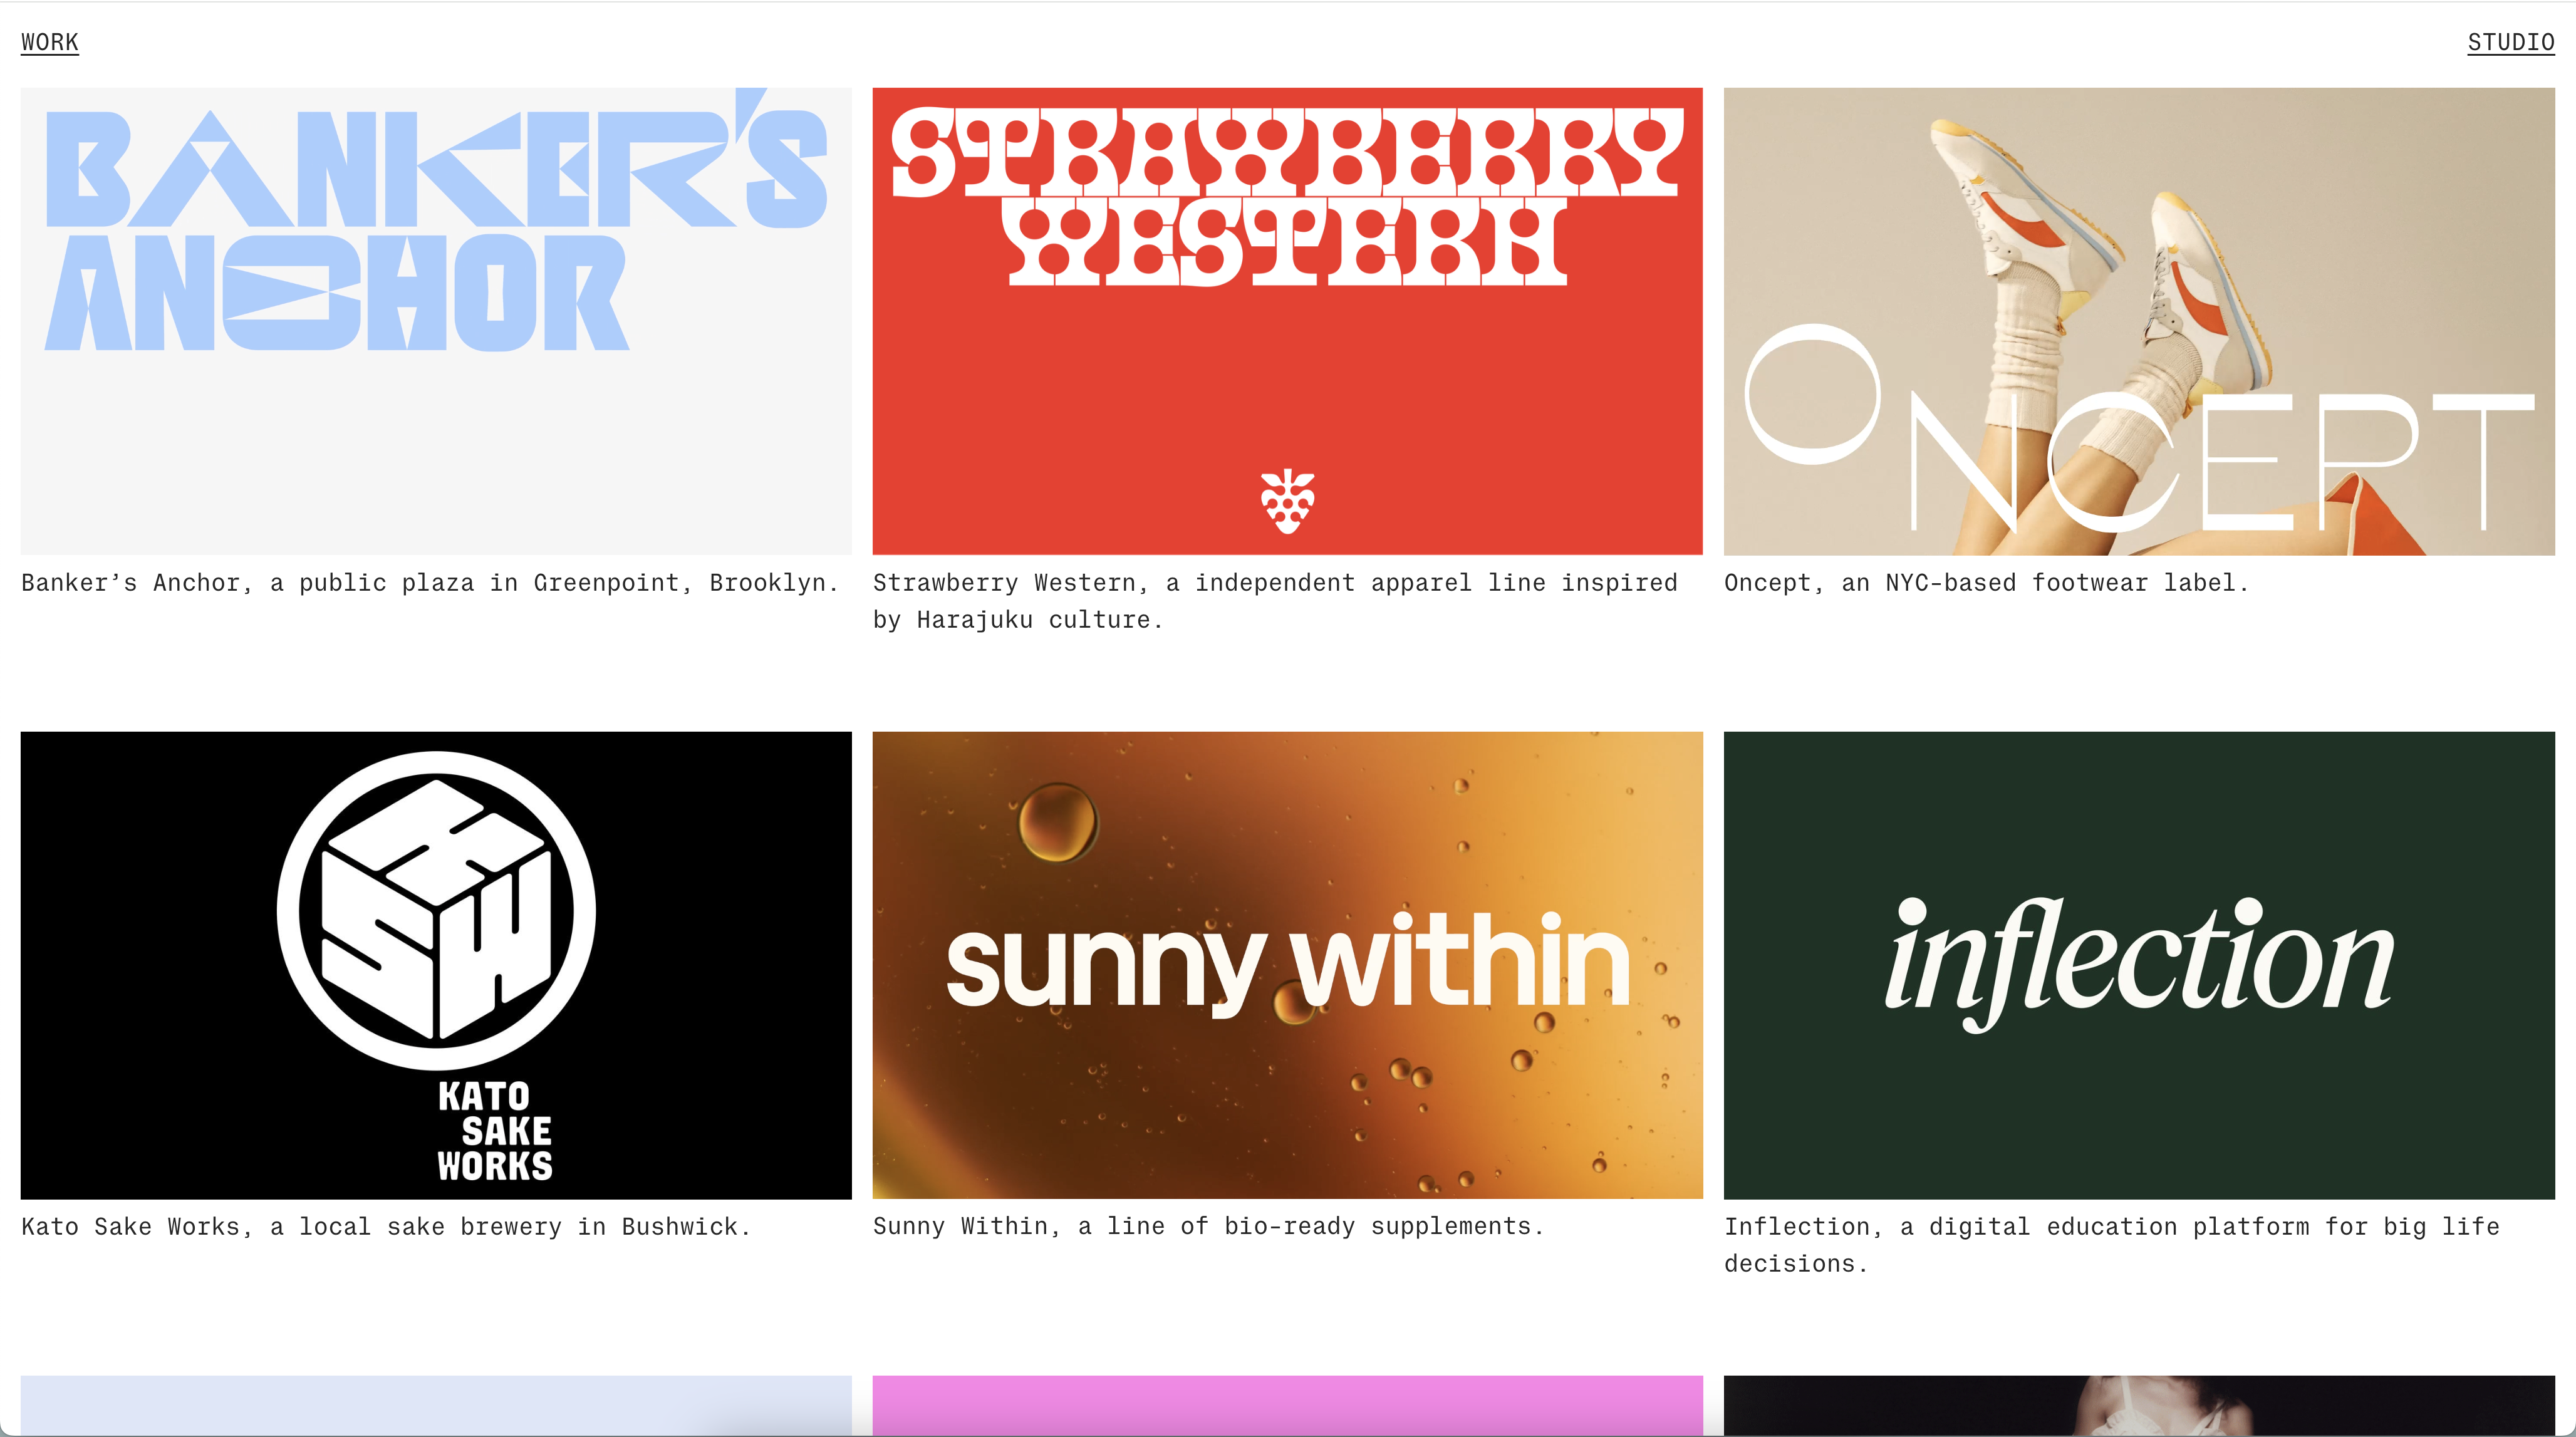 WORK
STUDIO
BANKER'S
ANCHOR
STRAWBERRY
WESTERN
ONCEPT
Banker’s Anchor, a public plaza in Greenpoint, Brooklyn.
Strawberry Western, a independent apparel line inspired
by Harajuku culture.
Oncept, an NYC-based footwear label.
KSW
KATO
SAKE
WORKS
sunny within
inflection
Kato Sake Works, a local sake brewery in Bushwick.
Sunny Within, a line of bio-ready supplements.
Inflection, a digital education platform for big life
decisions.